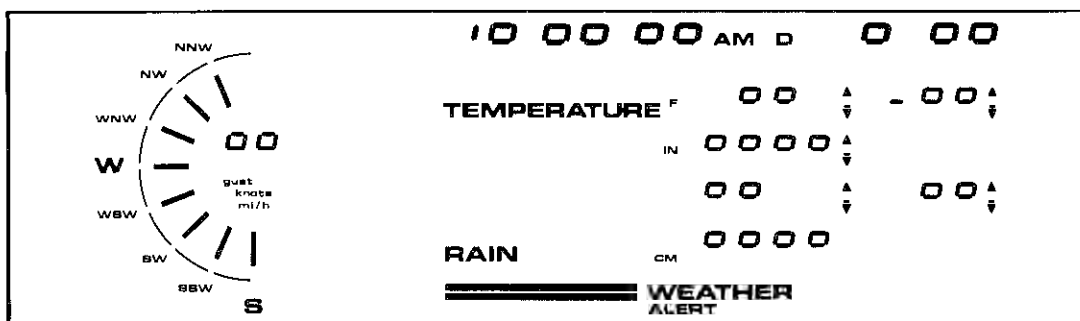 10 00 00 AM D 0 00
NNW
NW
WNW
W
WSW
SW
SSW
S
00
gust
knots
mi/h
TEMPERATURE F 00 -00
IN 0000
00 00
RAIN CM 0000
WEATHER
ALERT